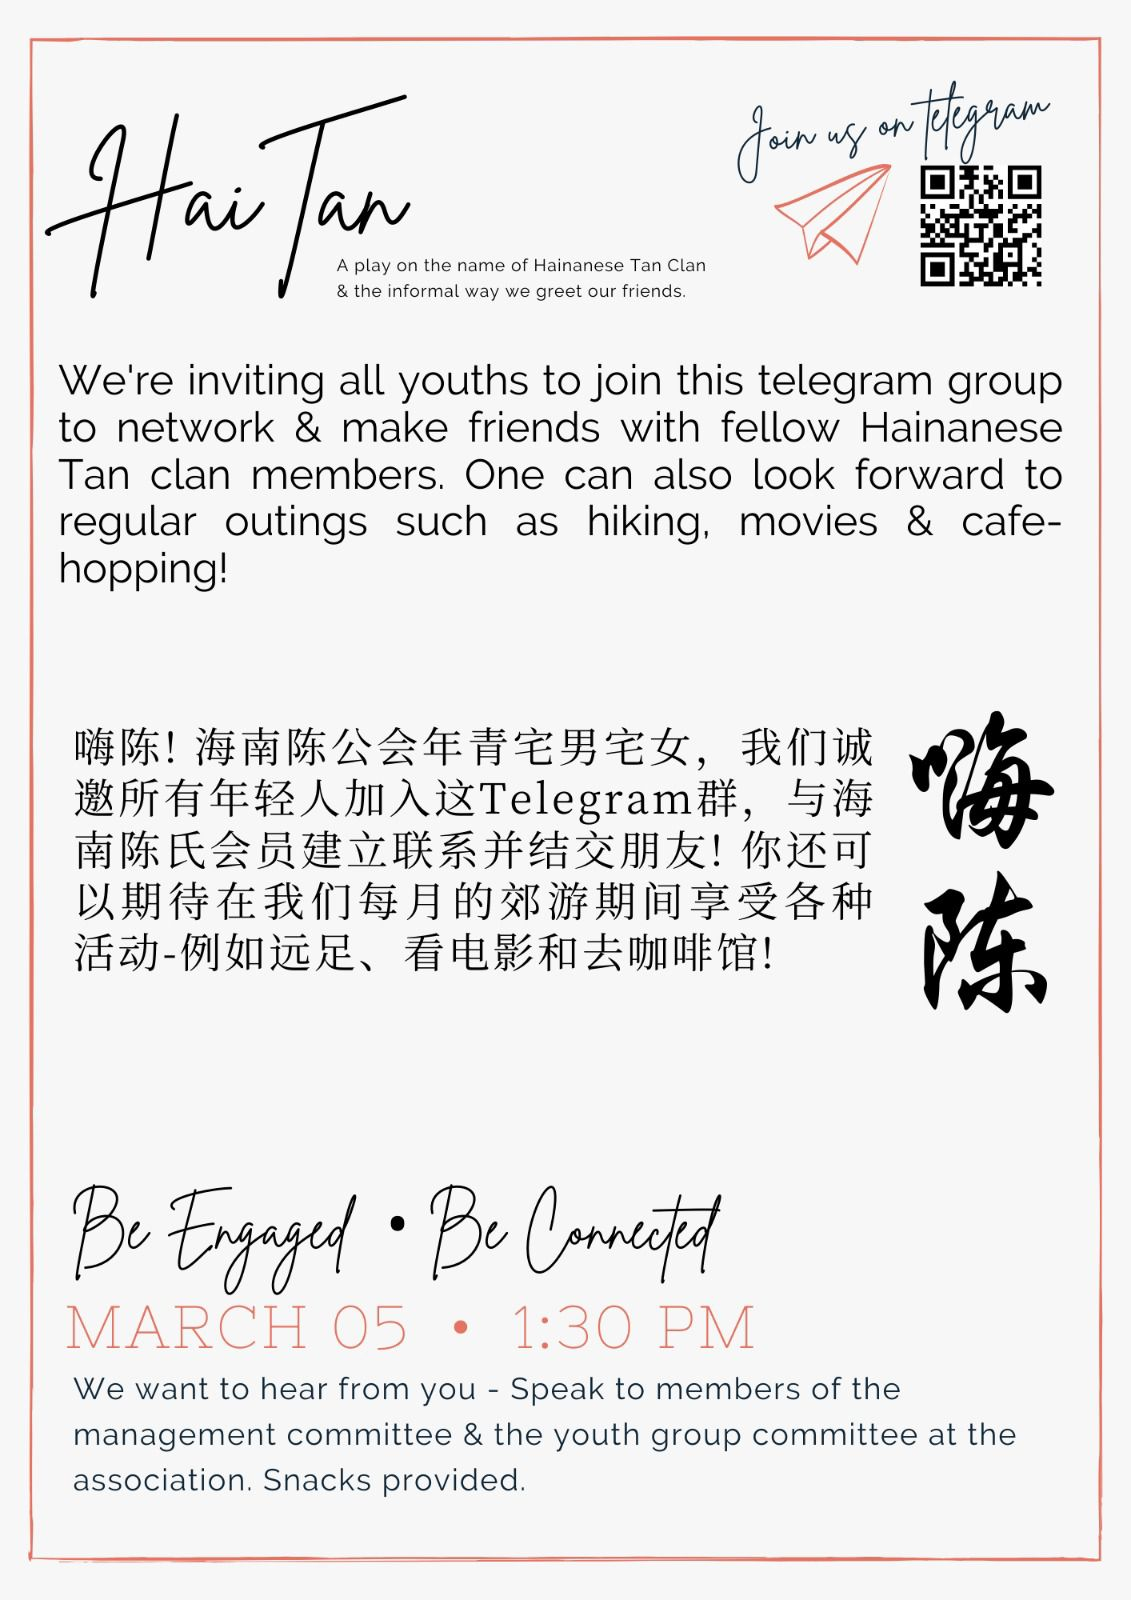 Hai Tan
A play on the name of Hainanese Tan Clan
& the informal way we greet our friends.
Join us on telegram
We're inviting all youths to join this telegram group
to network & make friends with fellow Hainanese
Tan clan members. One can also look forward to
regular outings such as hiking, movies & cafe-
hopping!
嗨陈! 海南陈公会年青宅男宅女，我们诚
邀所有年轻人加入这Telegram群，与海
南陈氏会员建立联系并结交朋友! 你还可
以期待在我们每月的郊游期间享受各种
活动-例如远足、看电影和去咖啡馆!
嗨
陈
Be Engaged • Be Connected
MARCH 05 • 1:30 PM
We want to hear from you - Speak to members of the
management committee & the youth group committee at the
association. Snacks provided.